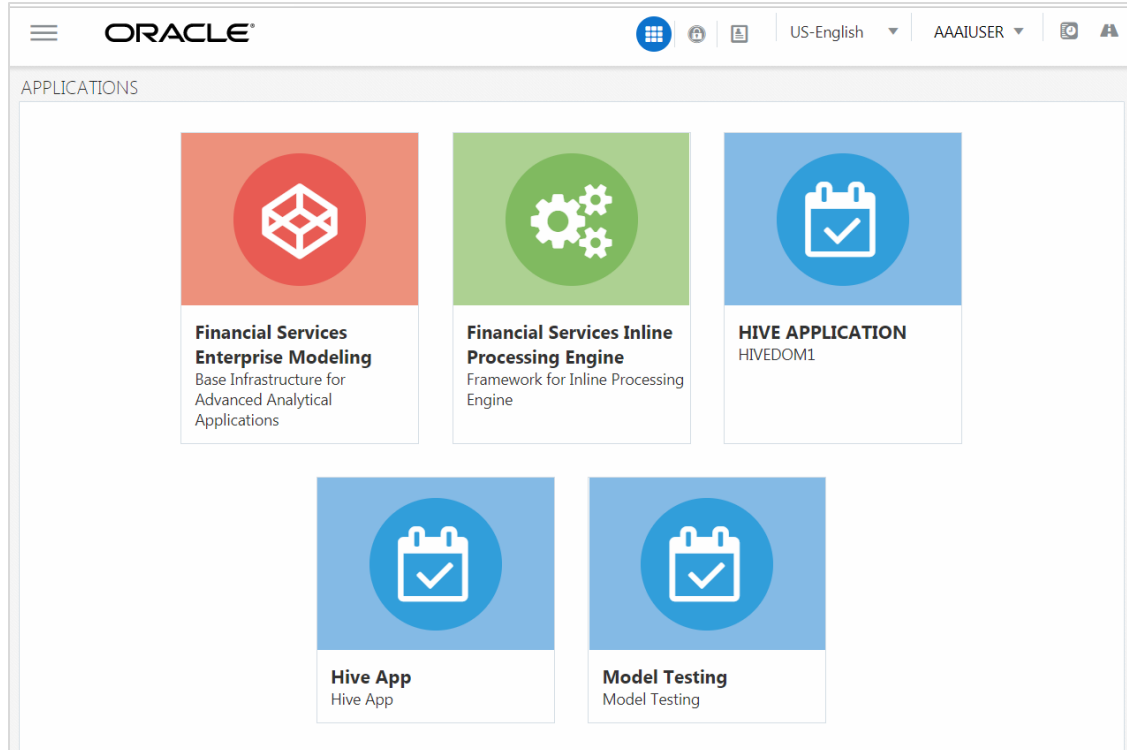 ORACLE®
US-English
AAAIUSER
APPLICATIONS
Financial Services
Enterprise Modeling
Base Infrastructure for
Advanced Analytical
Applications
Financial Services Inline
Processing Engine
Framework for Inline Processing
Engine
HIVE APPLICATION
HIVEDOM1
Hive App
Hive App
Model Testing
Model Testing